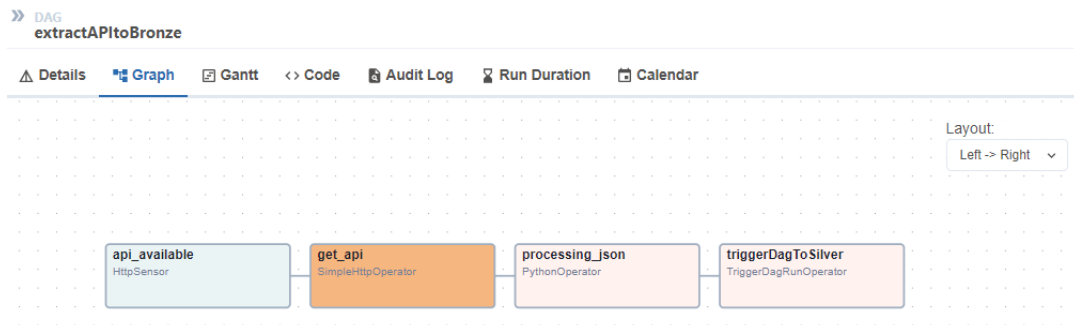 DAG
extractAPItoBronze
Details Graph Gantt Code Audit Log Run Duration Calendar
Layout:
Left -> Right
api_available get_api processing_json triggerDagToSilver
HttpSensor SimpleHttpOperator PythonOperator TriggerDagRunOperator